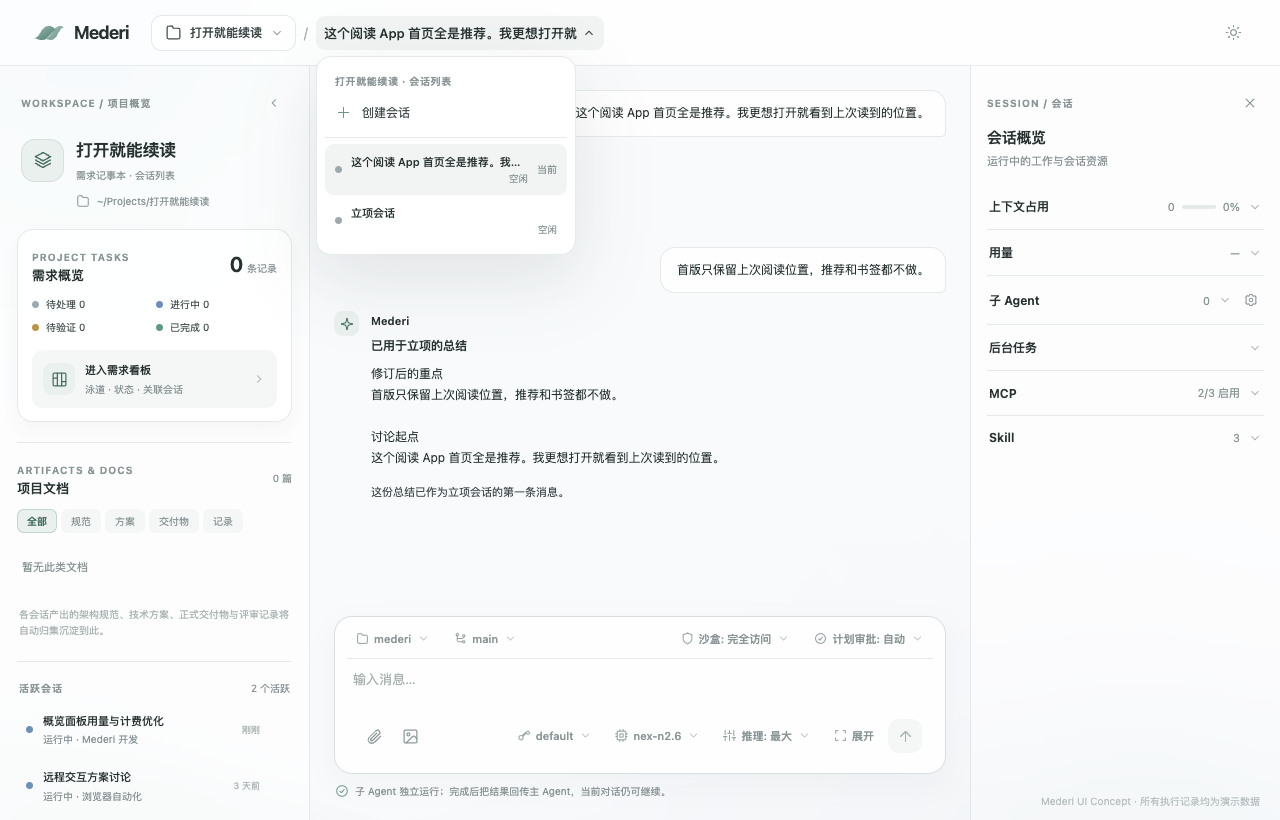 Mederi
打开就能续读
/
这个阅读 App 首页全是推荐。我更想打开就
WORKSPACE / 项目概览
打开就能续读
需求记事本 · 会话列表
~/Projects/打开就能续读
PROJECT TASKS
需求概览
0 条记录
待处理 0
进行中 0
待验证 0
已完成 0
进入需求看板
泳道 · 状态 · 关联会话
ARTIFACTS & DOCS
项目文档
0 篇
全部
规范
方案
交付物
记录
暂无此类文档
各会话产出的架构规范、技术方案、正式交付物与评审记录将
自动归集沉淀到此。
活跃会话
2 个活跃
概览面板用量与计费优化
运行中 · Mederi 开发
刚刚
远程交互方案讨论
运行中 · 浏览器自动化
3 天前
打开就能续读 · 会话列表
创建会话
这个阅读 App 首页全是推荐。我...
空闲
当前
立项会话
空闲
这个阅读 App 首页全是推荐。我更想打开就看到上次读到的位置。
首版只保留上次阅读位置，推荐和书签都不做。
Mederi
已用于立项的总结
修订后的重点
首版只保留上次阅读位置，推荐和书签都不做。
讨论起点
这个阅读 App 首页全是推荐。我更想打开就看到上次读到的位置。
这份总结已作为立项会话的第一条消息。
mederi
main
沙盒: 完全访问
计划审批: 自动
输入消息...
default
nex-n2.6
推理: 最大
展开
子 Agent 独立运行；完成后把结果回传主 Agent，当前对话仍可继续。
SESSION / 会话
会话概览
运行中的工作与会话资源
上下文占用
0
0%
用量
—
子 Agent
0
后台任务
MCP
2/3 启用
Skill
3
Mederi UI Concept · 所有执行记录均为演示数据